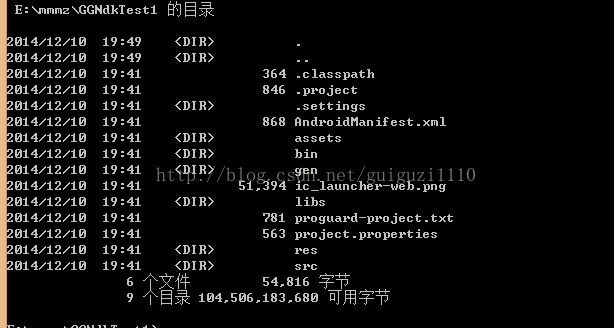 E:\mmmz\GGNdkTest1 的目录
2014/12/10  19:49    <DIR>          .
2014/12/10  19:49    <DIR>          ..
2014/12/10  19:41               364 .classpath
2014/12/10  19:41               846 .project
2014/12/10  19:41    <DIR>          .settings
2014/12/10  19:41               868 AndroidManifest.xml
2014/12/10  19:41    <DIR>          assets
2014/12/10  19:41    <DIR>          bin
2014/12/10  19:41    <DIR>          gen
http://blog.csdn.net/guiguzi1110
2014/12/10  19:41            51,394 ic_launcher-web.png
2014/12/10  19:41    <DIR>          libs
2014/12/10  19:41               781 proguard-project.txt
2014/12/10  19:41               563 project.properties
2014/12/10  19:41    <DIR>          res
2014/12/10  19:41    <DIR>          src
6 个文件         54,816 字节
9 个目录 104,506,183,680 可用字节